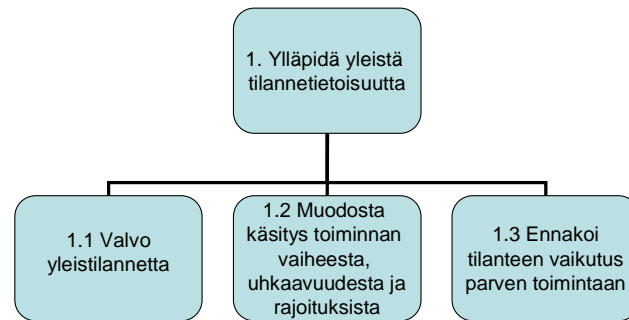 1. Ylläpidä yleistä
tilannetietoisuutta
1.1 Valvo
yleistilannetta
1.2 Muodosta
käsitys toiminnan
vaiheesta,
uhkaavuudesta ja
rajoituksista
1.3 Ennakoi
tilanteen vaikutus
parven toimintaan